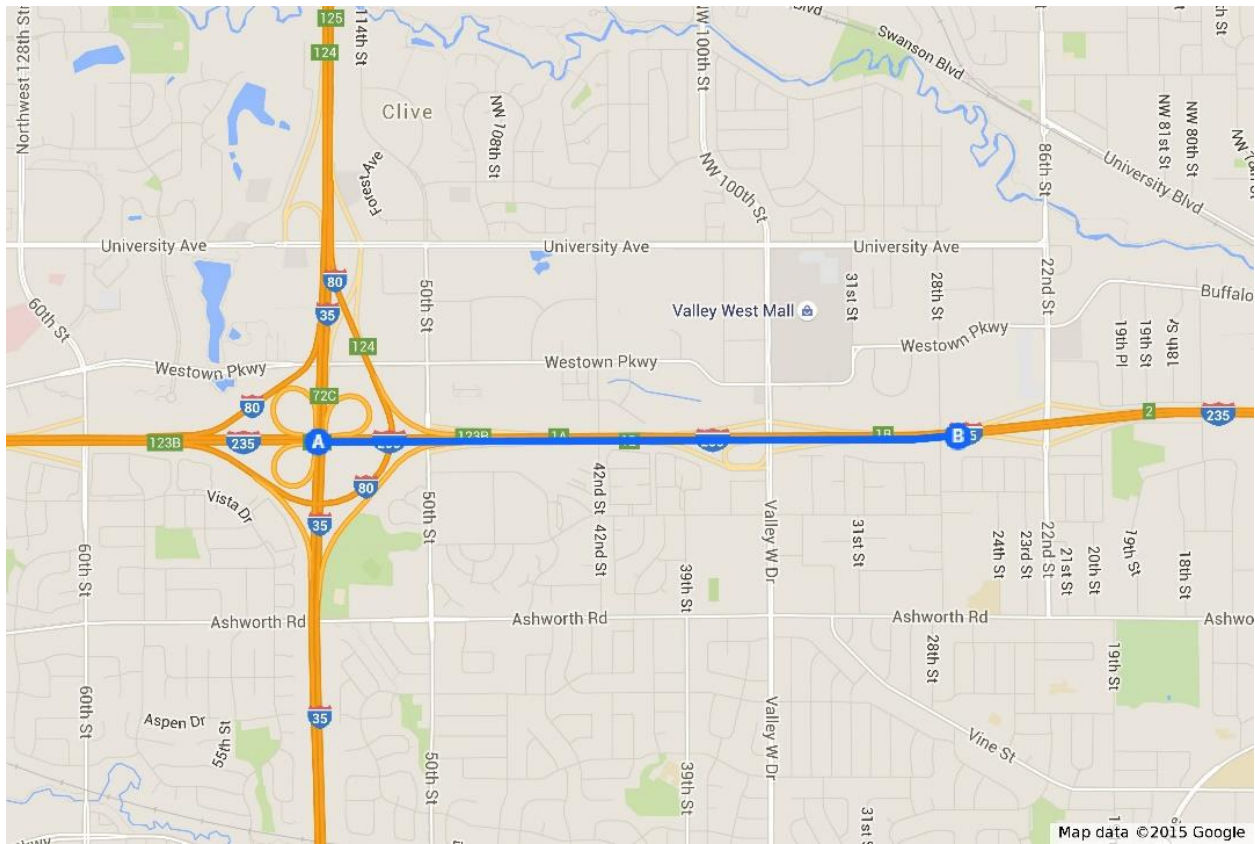 125
114th St
124
Northwest 128th Str
Clive
NW 108th St
Forest Ave
NW 100th St
NW 100th St
Swanson Blvd
Blvd
86th St
NW 81st St
NW 80th St
University Blvd
University Ave
University Ave
University Ave
60th St
80
35
50th St
124
Valley West Mall
31st St
28th St
22nd St
Buffalo
19th Pl
19th St
18th St
Westown Pkwy
Westown Pkwy
Westown Pkwy
72C
80
2
235
123B
235
A
123B
1A
1B
B
80
Vista Dr
35
50th St
42nd St
42nd St
Valley W Dr
31st St
24th St
23rd St
22nd St
21st St
20th St
19th St
18th St
60th St
39th St
Ashworth Rd
Ashworth Rd
Ashworth Rd
Ashwo
28th St
19th St
60th St
Aspen Dr
55th St
35
50th St
39th St
Valley W Dr
Vine St
31st St
Map data ©2015 Google